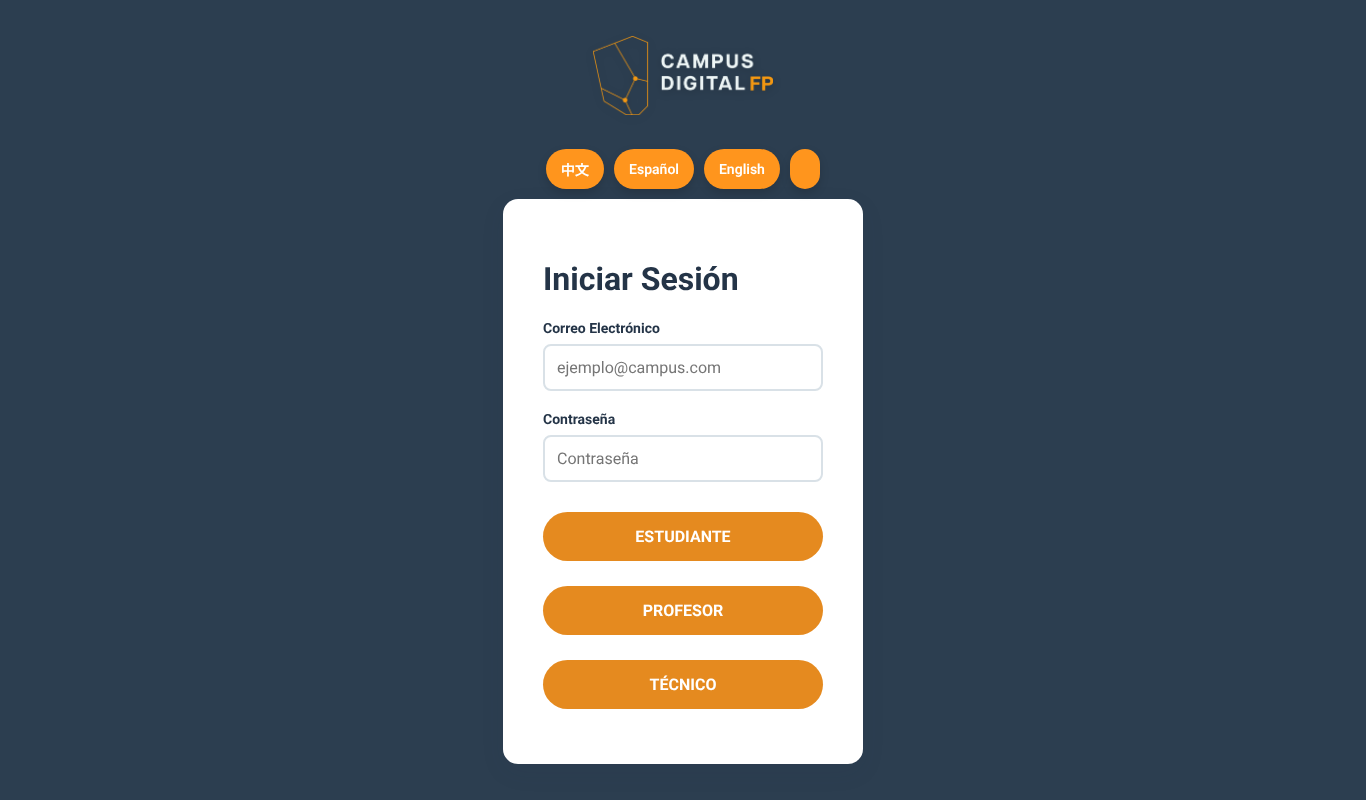 CAMPUS
DIGITAL FP
中文 Español English
Iniciar Sesión
Correo Electrónico
ejemplo@campus.com
Contraseña
Contraseña
ESTUDIANTE
PROFESOR
TÉCNICO